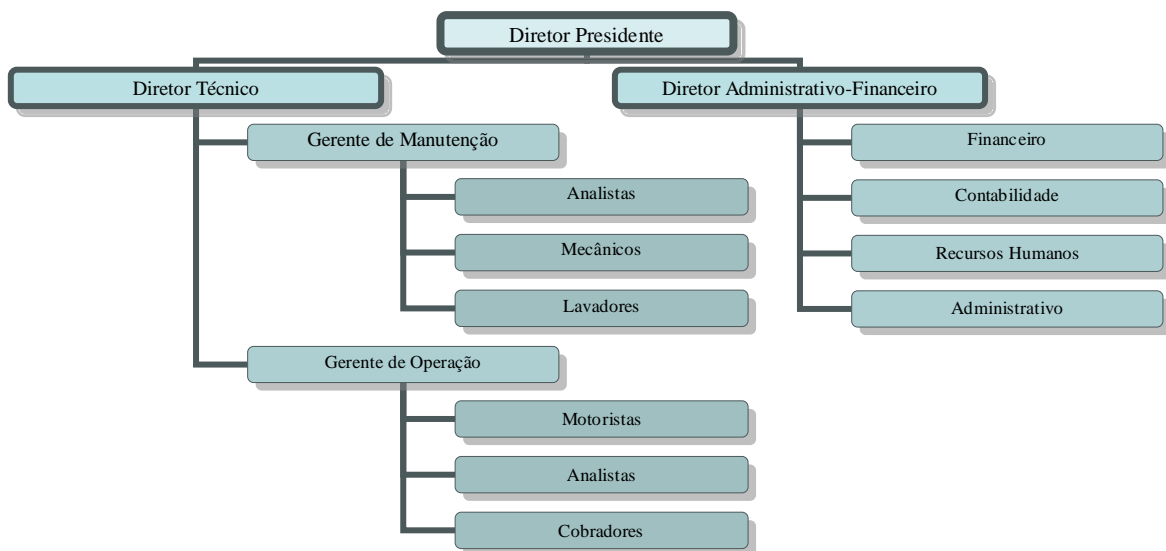 Diretor Presidente
Diretor Técnico
Diretor Administrativo-Financeiro
Gerente de Manutenção
Analistas
Mecânicos
Lavadores
Gerente de Operação
Motoristas
Analistas
Cobradores
Financeiro
Contabilidade
Recursos Humanos
Administrativo